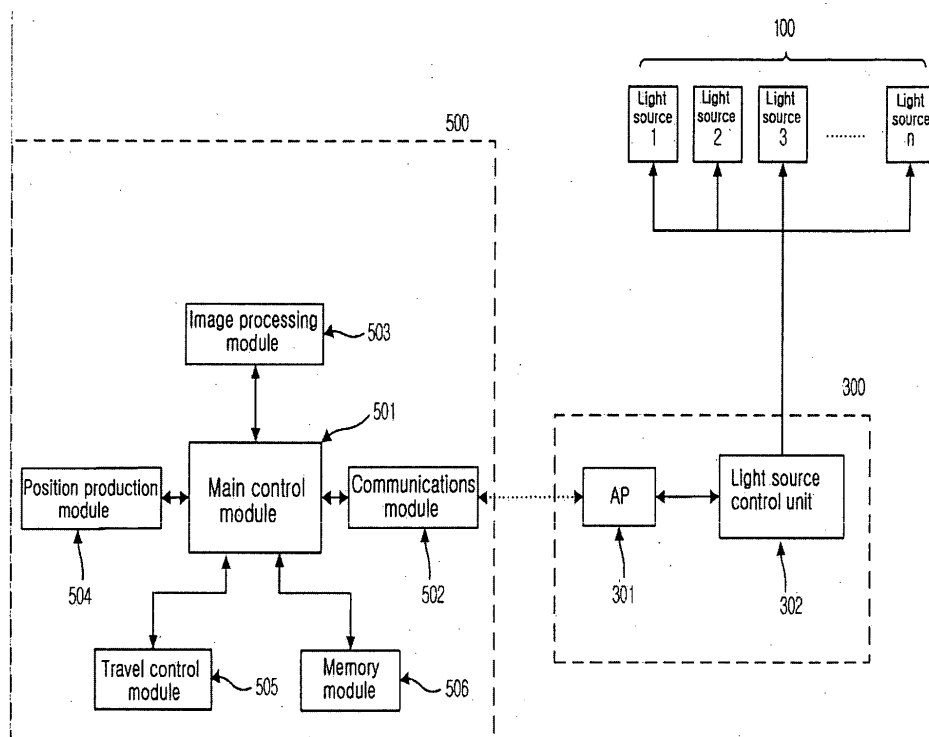 100
Light
source
1
Light
source
2
Light
source
3
........
Light
source
n
500
Image processing
module
503
501
Main control
module
Position production
module
504
Communications
module
502
Travel control
module
505
Memory
module
506
300
AP
301
Light source
control unit
302